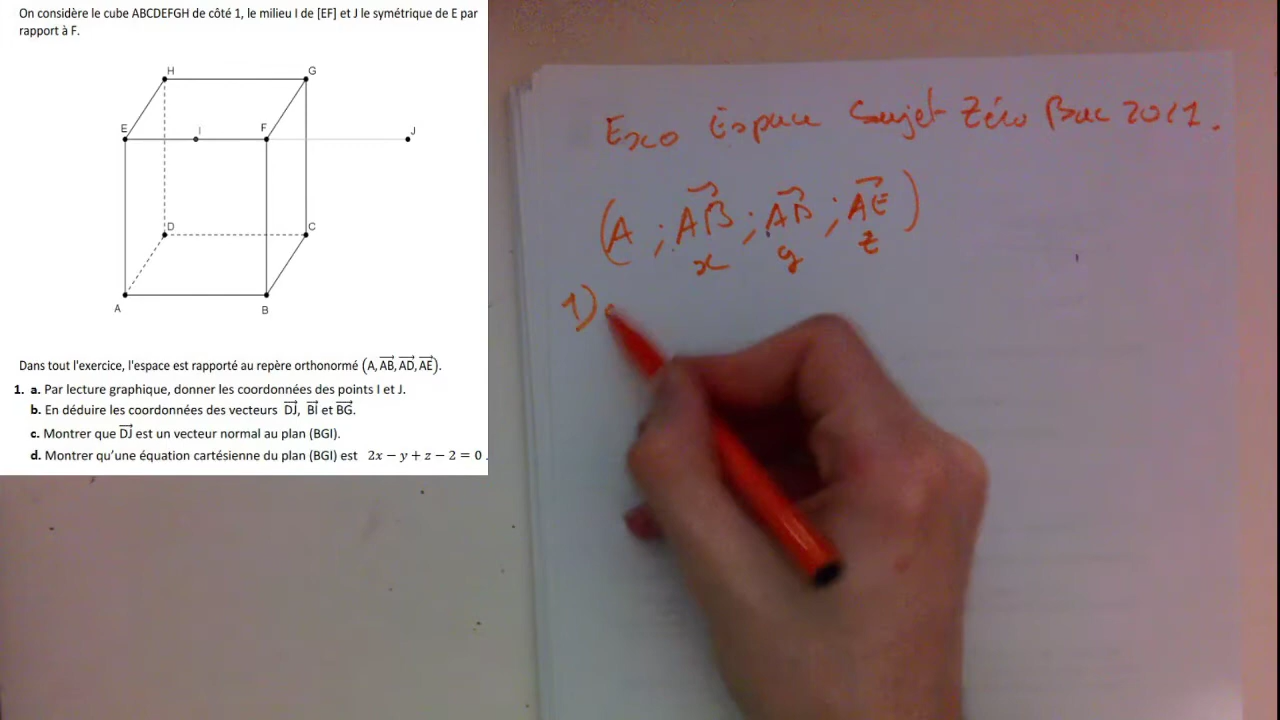 On considère le cube ABCDEFGH de côté 1, le milieu I de [EF] et J le symétrique de E par
rapport à F.
H
G
E
I
F
J
D
C
A
B
Dans tout l'exercice, l'espace est rapporté au repère orthonormé (A, AB, AD, AE).
1. a. Par lecture graphique, donner les coordonnées des points I et J.
b. En déduire les coordonnées des vecteurs DJ, BI et BG.
c. Montrer que DJ est un vecteur normal au plan (BGI).
d. Montrer qu'une équation cartésienne du plan (BGI) est 2x − y + z − 2 = 0.
Exo Espace Sujet Zéro Bac 2021.
(A ; AB ; AD ; AE)
x y z
1)